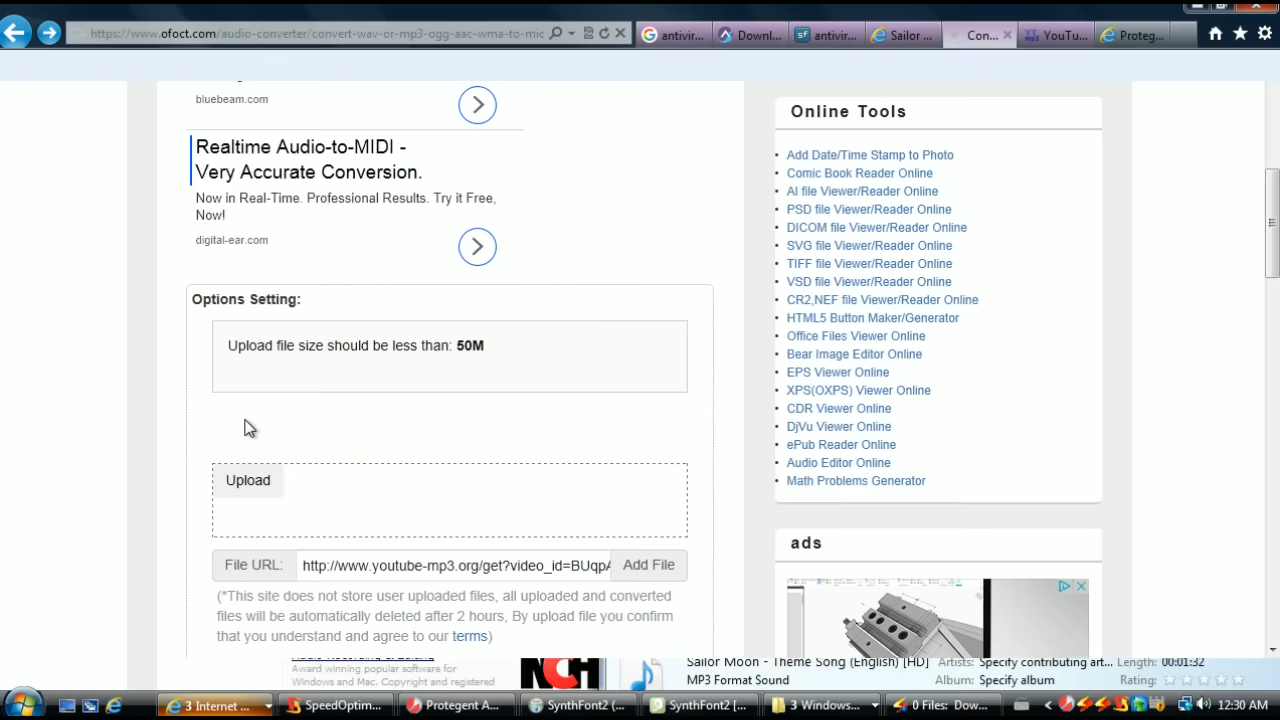 https://www.ofoct.com/audio-converter/convert-wav-or-mp3-ogg-aac-wma-to-mic
antivir...
Downl...
antivir...
Sailor ...
Con...
YouTu...
Proteg...
bluebeam.com
Realtime Audio-to-MIDI -
Very Accurate Conversion.
Now in Real-Time. Professional Results. Try it Free,
Now!
digital-ear.com
Options Setting:
Upload file size should be less than: 50M
Upload
File URL:
http://www.youtube-mp3.org/get?video_id=BUqpA
Add File
(*This site does not store user uploaded files, all uploaded and converted
files will be automatically deleted after 2 hours, By upload file you confirm
that you understand and agree to our terms)
Online Tools
Add Date/Time Stamp to Photo
Comic Book Reader Online
AI file Viewer/Reader Online
PSD file Viewer/Reader Online
DICOM file Viewer/Reader Online
SVG file Viewer/Reader Online
TIFF file Viewer/Reader Online
VSD file Viewer/Reader Online
CR2,NEF file Viewer/Reader Online
HTML5 Button Maker/Generator
Office Files Viewer Online
Bear Image Editor Online
EPS Viewer Online
XPS(OXPS) Viewer Online
CDR Viewer Online
DjVu Viewer Online
ePub Reader Online
Audio Editor Online
Math Problems Generator
ads
Award winning popular software for
Windows and Mac. Copyright and registered
NCH
Sailor Moon - Theme Song (English) [HD]
MP3 Format Sound
Artists: Specify contributing art...
Album: Specify album
Length: 00:01:32
Rating:
3 Internet ...
SpeedOptim...
Protegent A...
SynthFont2 (...
SynthFont2 [...
3 Windows...
0 Files: Dow...
12:30 AM